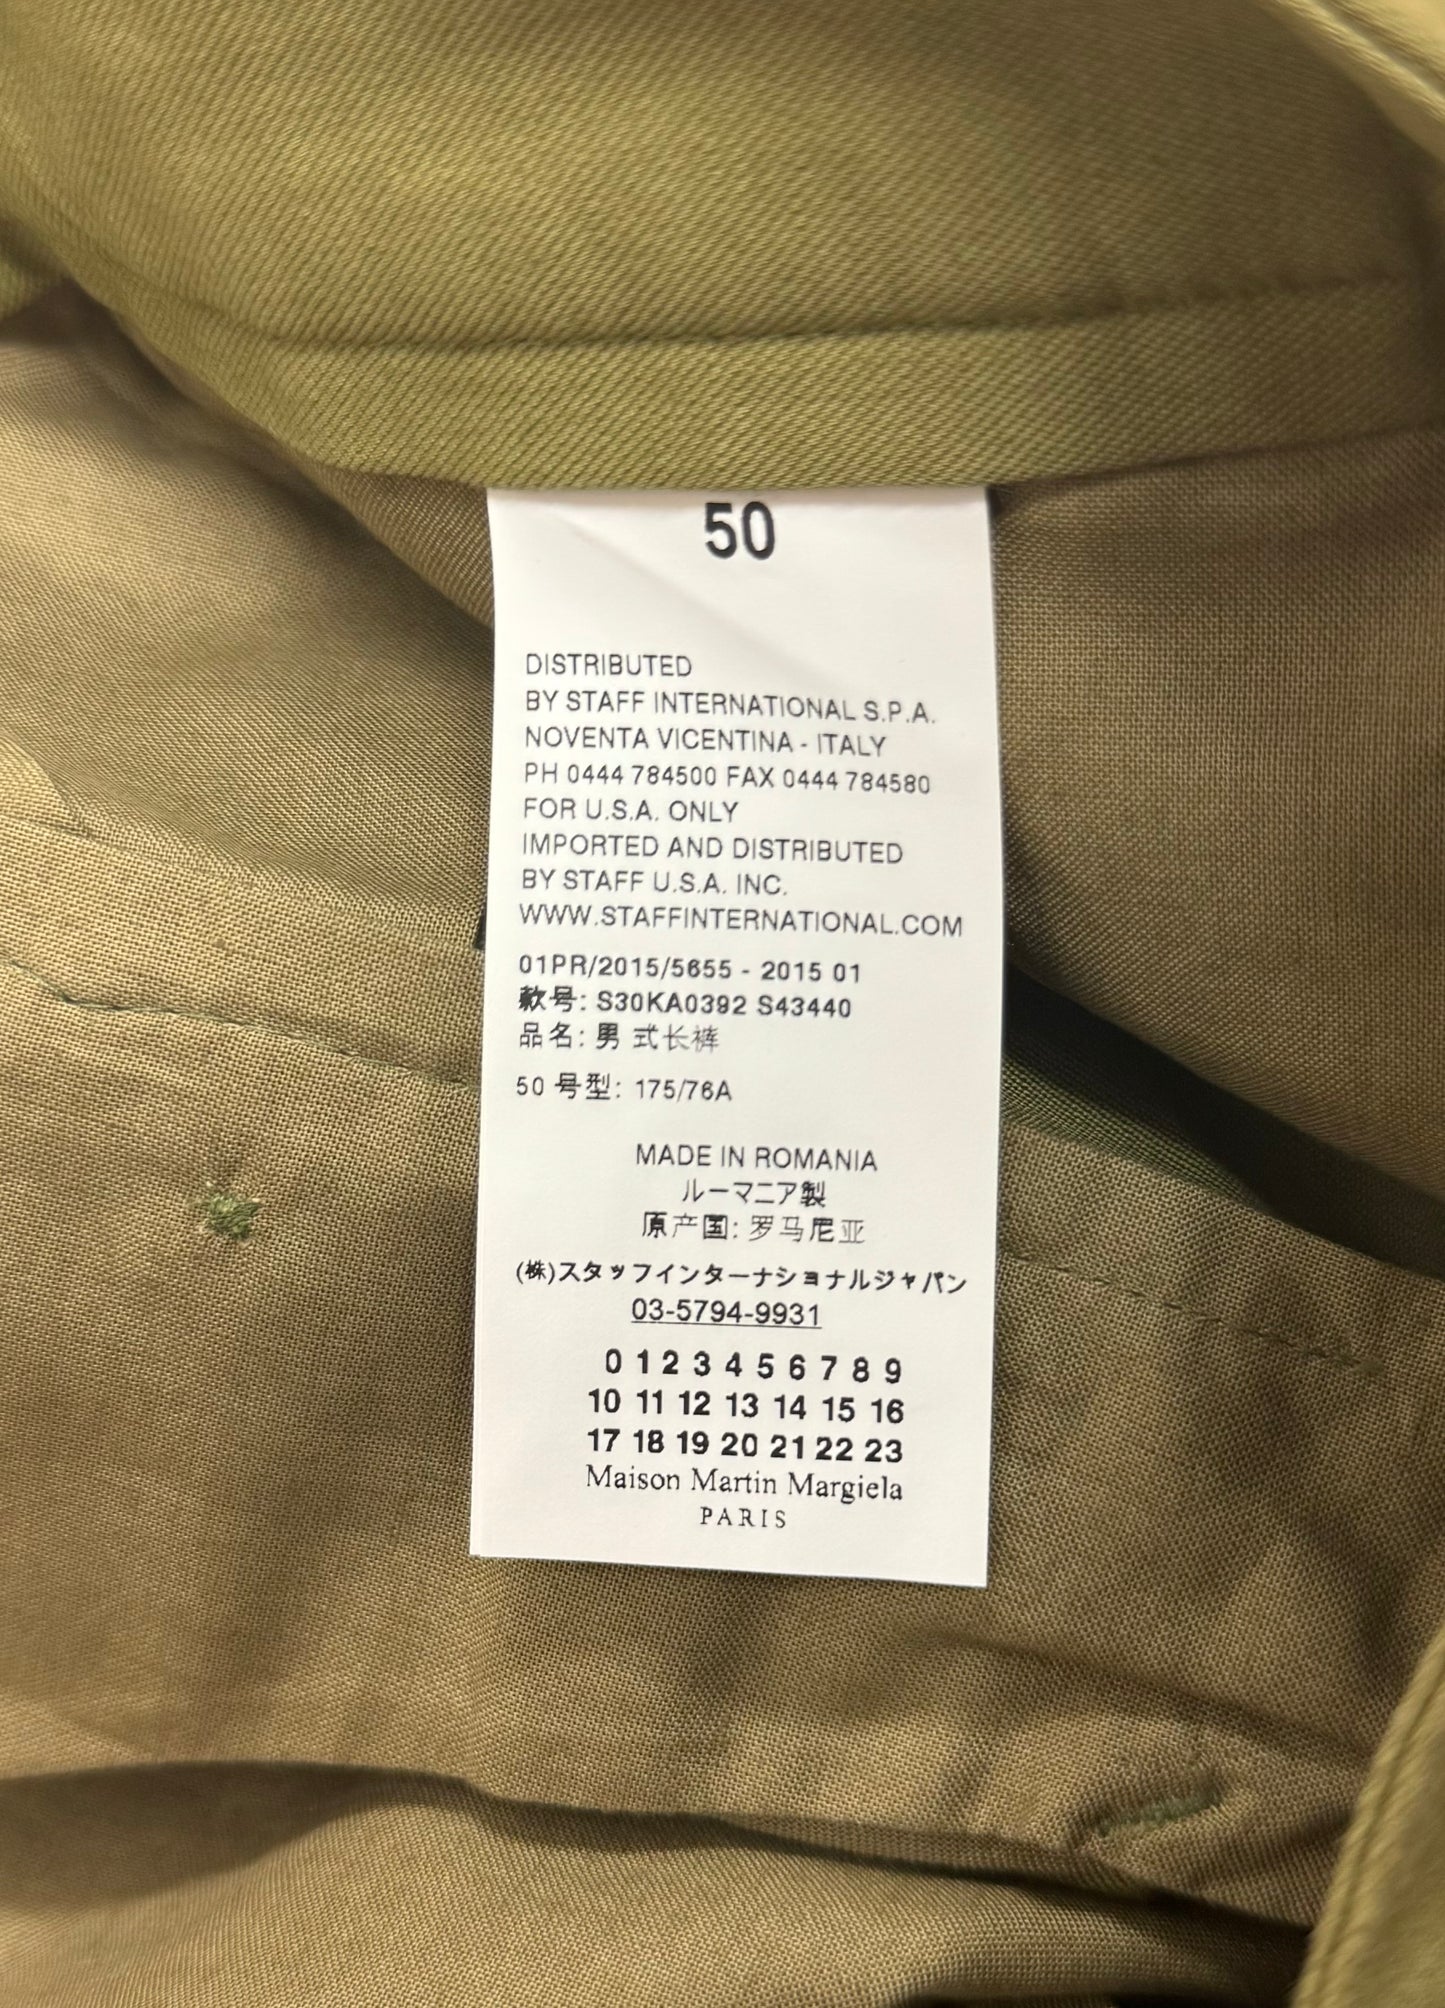 50
DISTRIBUTED
BY STAFF INTERNATIONAL S.P.A.
NOVENTA VICENTINA - ITALY
PH 0444 784500 FAX 0444 784580
FOR U.S.A. ONLY
IMPORTED AND DISTRIBUTED
BY STAFF U.S.A. INC.
WWW.STAFFINTERNATIONAL.COM
01PR/2015/5655 - 2015 01
款号: S30KA0392 S43440
品名: 男 式长裤
50 号型: 175/76A
MADE IN ROMANIA
ルーマニア製
原产国: 罗马尼亚
(株)スタッフインターナショナルジャパン
03-5794-9931
0 1 2 3 4 5 6 7 8 9
10 11 12 13 14 15 16
17 18 19 20 21 22 23
Maison Martin Margiela
PARIS